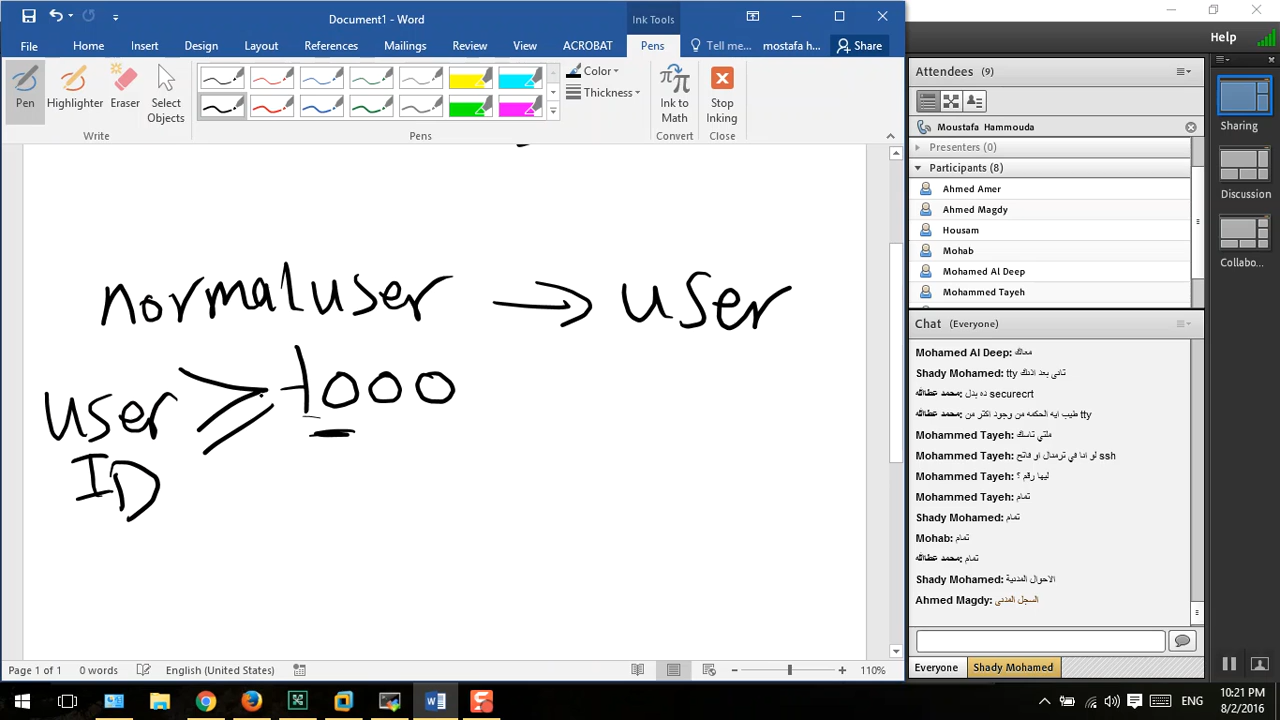 Document1 - Word
Ink Tools
File
Home
Insert
Design
Layout
References
Mailings
Review
View
ACROBAT
Pens
Tell me...
mostafa h...
Share
Pen
Highlighter
Eraser
Select Objects
Color
Thickness
Ink to Math
Stop Inking
Write
Pens
Convert
Close
normal user → user
user ≥ 1000
ID
Page 1 of 1
0 words
English (United States)
110%
Help
Attendees (9)
Moustafa Hammouda
Presenters (0)
Participants (8)
Ahmed Amer
Ahmed Magdy
Housam
Mohab
Mohamed Al Deep
Mohammed Tayeh
Sharing
Discussion
Collabo...
Chat (Everyone)
Mohamed Al Deep: معاك
Shady Mohamed: tty تانى بعد اذنك
محمد عطاالله: ده بدل securecrt
محمد عطاالله: طيب ايه الحكمه من وجود اكثر من tty
Mohammed Tayeh: ملتي تاسك
Mohammed Tayeh: لو انا في ترمنال او فاتح ssh
Mohammed Tayeh: ليها رقم ؟
Mohammed Tayeh: تمام
Shady Mohamed: تمام
Mohab: تمام
محمد عطاالله: تمام
Shady Mohamed: الاحوال المدنية
Ahmed Magdy: السجل المدنى
Everyone
Shady Mohamed
ENG
10:21 PM
8/2/2016